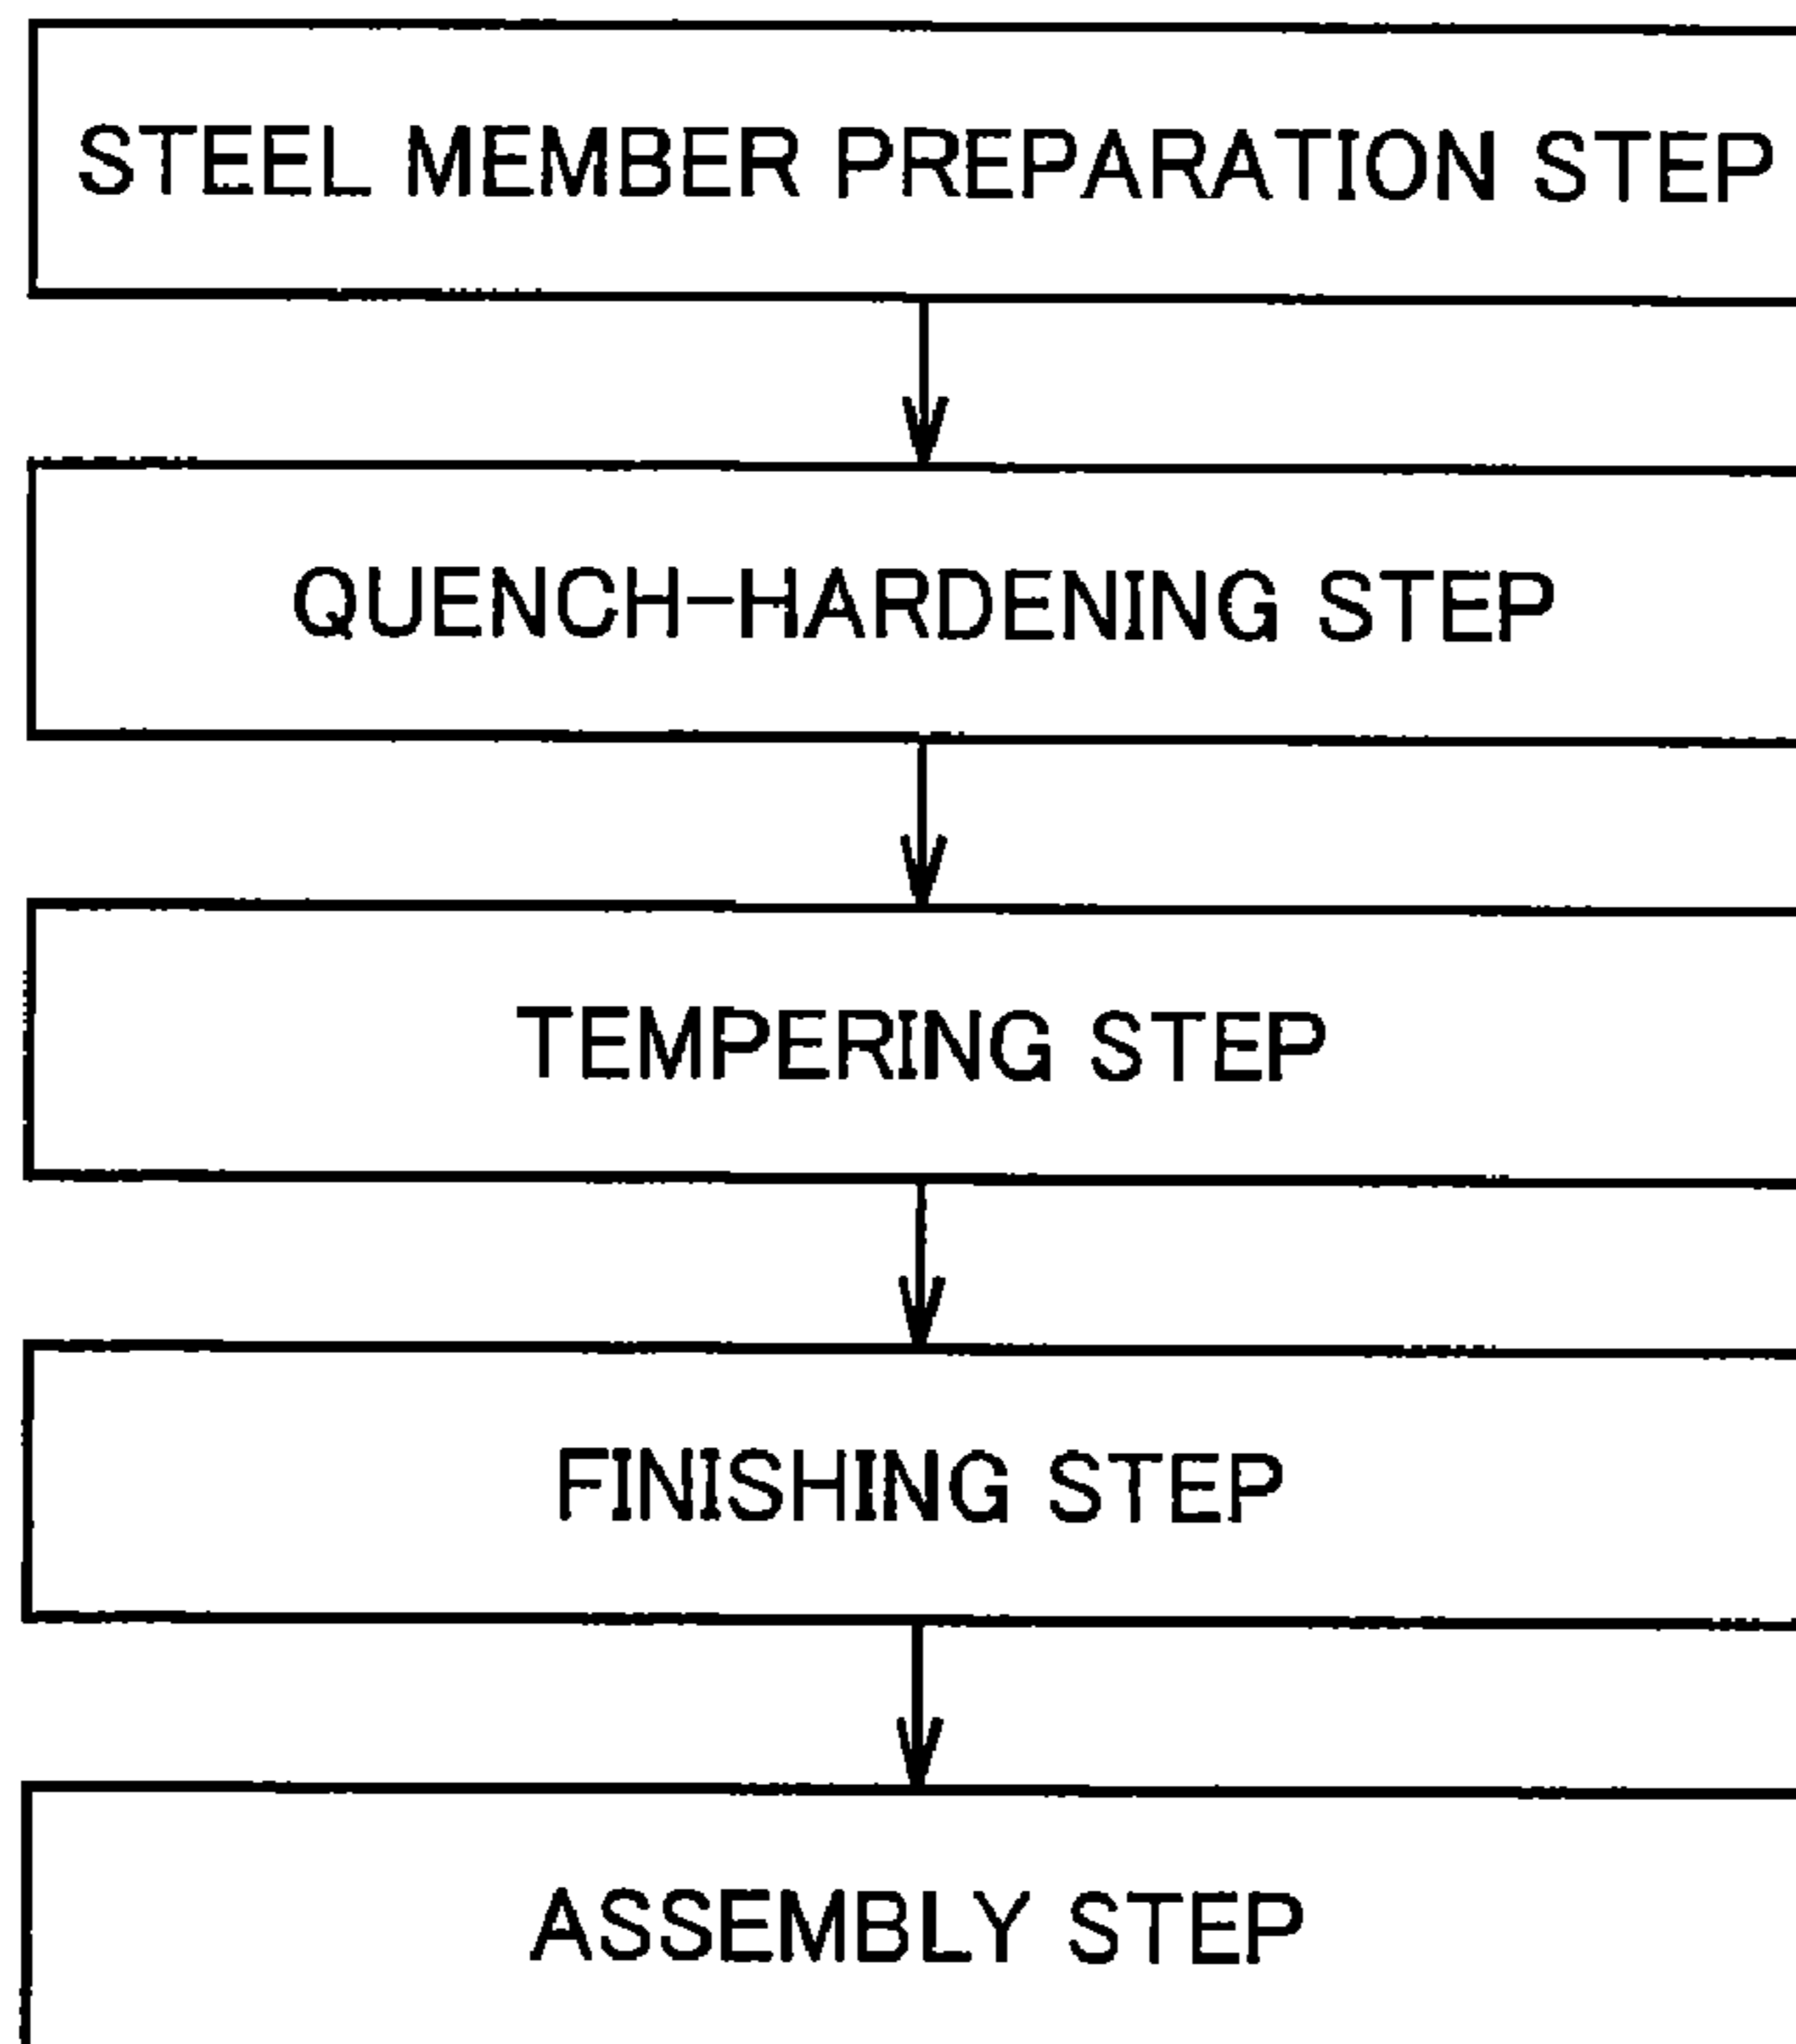 STEEL MEMBER PREPARATION STEP
QUENCH-HARDENING STEP
TEMPERING STEP
FINISHING STEP
ASSEMBLY STEP